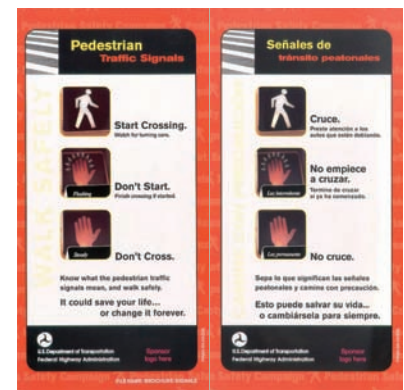 Pedestrian
Traffic Signals
WALK SAFELY
Start Crossing.
Watch for turning cars.
Flashing
Don't Start.
Finish crossing if started.
Steady
Don't Cross.
Know what the pedestrian traffic
signals mean, and walk safely.
It could save your life...
or change it forever.
U.S. Department of Transportation
Federal Highway Administration
Sponsor
logo here
Señales de
tránsito peatonales
Cruce.
Preste atención a los
autos que estén doblando.
Luz intermitente
No empiece
a cruzar.
Termine de cruzar
si ya ha comenzado.
Luz permanente
No cruce.
Sepa lo que significan las señales
peatonales y camine con precaución.
Esto puede salvar su vida...
o cambiársela para siempre.
U.S. Department of Transportation
Federal Highway Administration
Sponsor
logo here